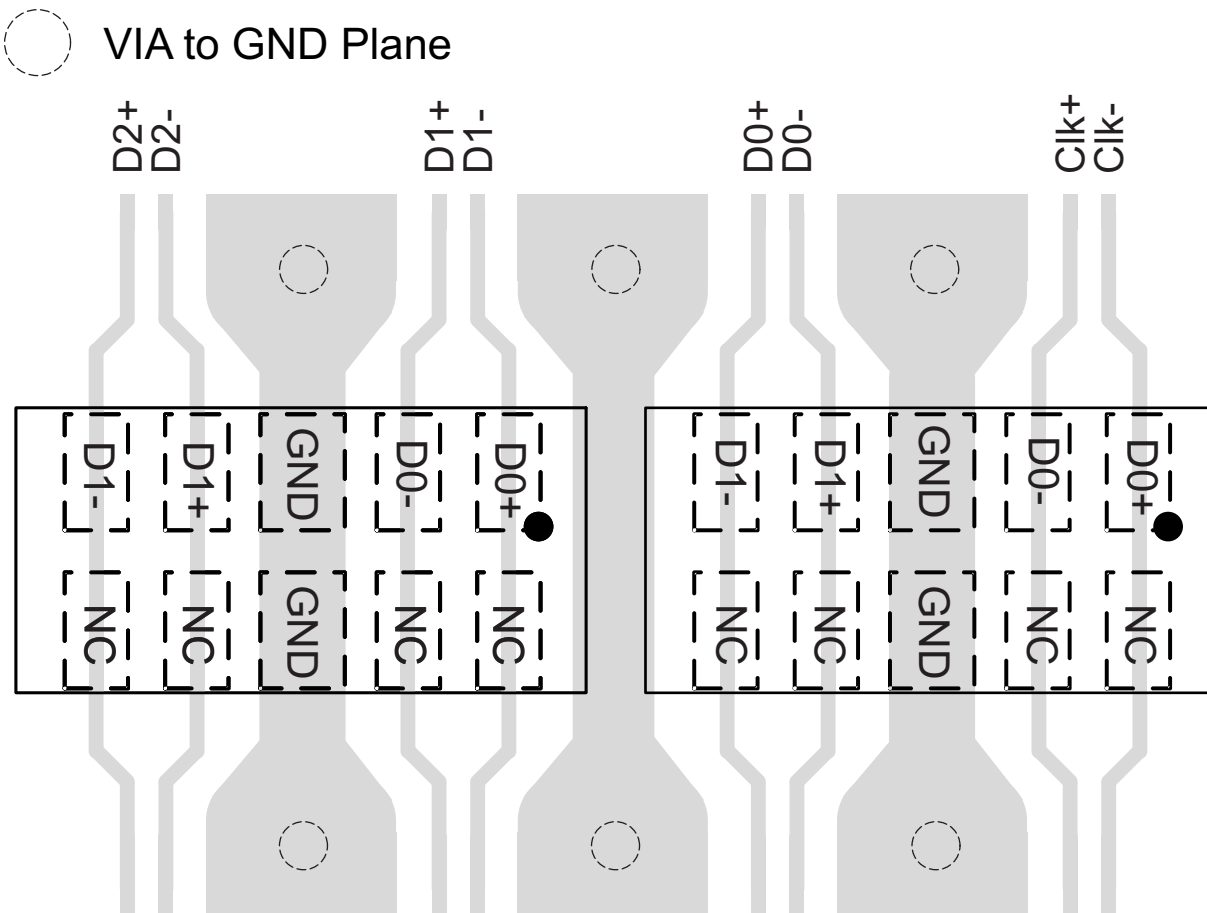 VIA to GND Plane
D2+
D2-
D1+
D1-
D0+
D0-
Clk+
Clk-
D1-
D1+
GND
D0-
D0+
D1-
D1+
GND
D0-
D0+
NC
NC
GND
NC
NC
NC
NC
GND
NC
NC